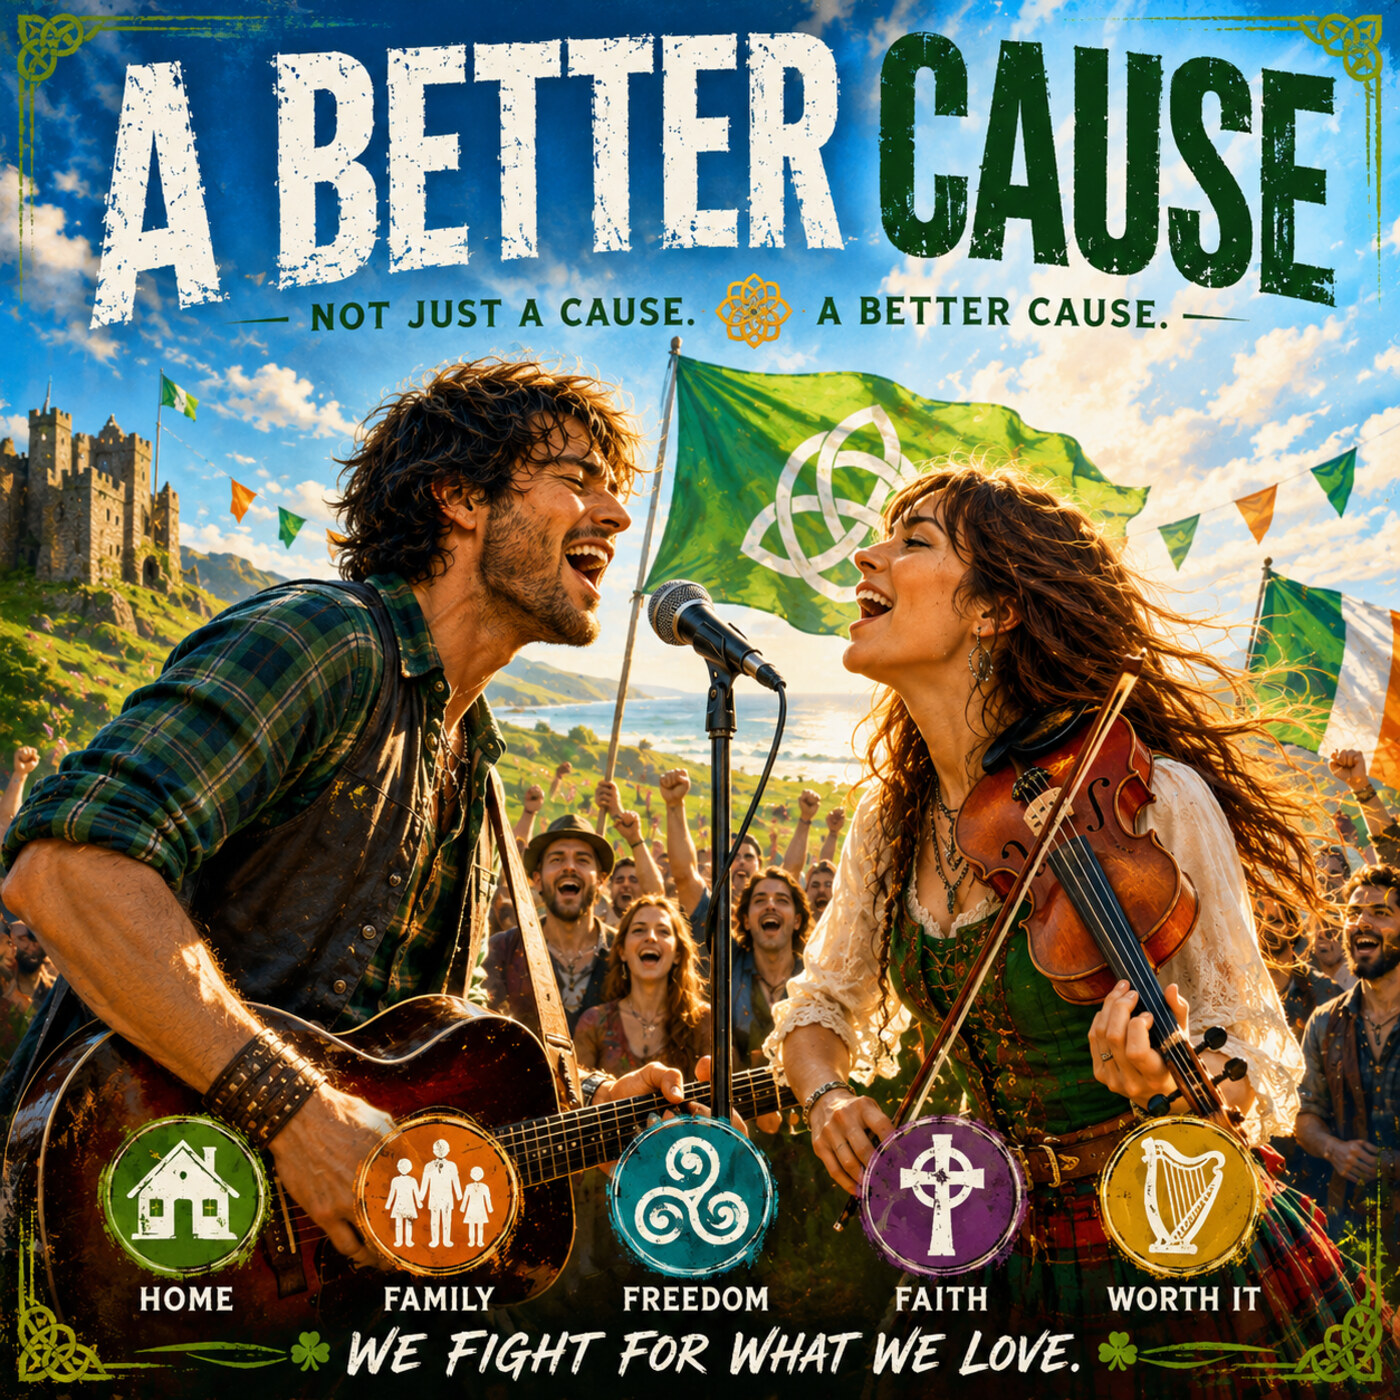 A BETTER CAUSE
NOT JUST A CAUSE. A BETTER CAUSE.
HOME FAMILY FREEDOM FAITH WORTH IT
WE FIGHT FOR WHAT WE LOVE.